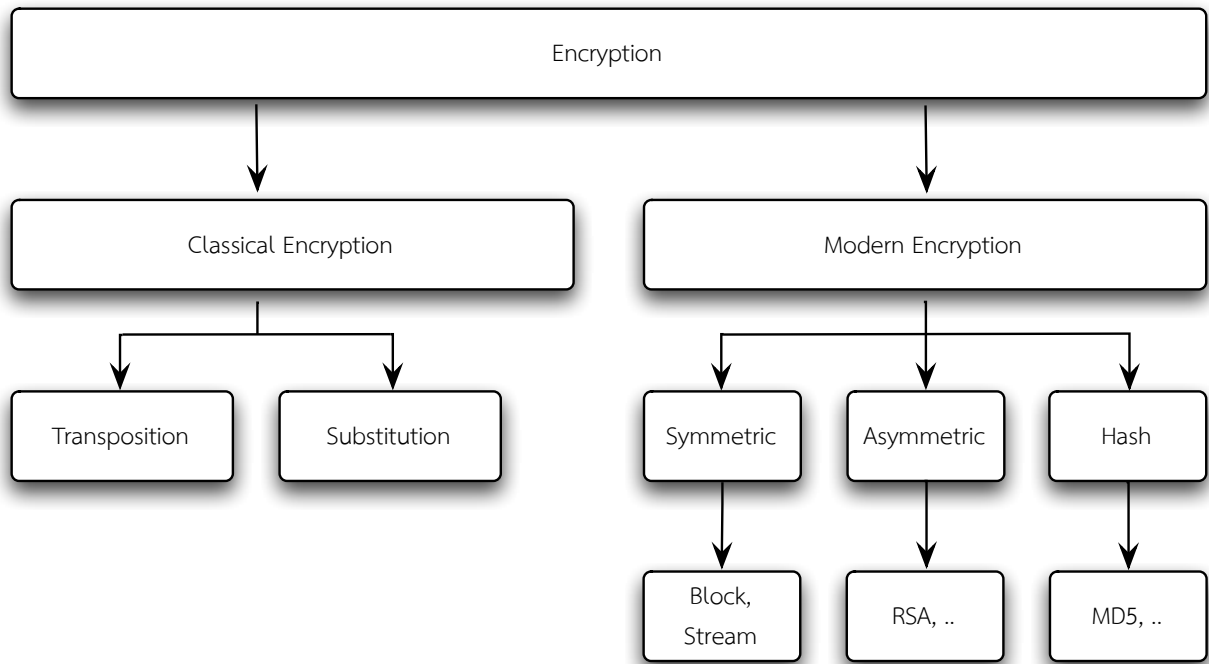 Encryption
Classical Encryption
Modern Encryption
Transposition
Substitution
Symmetric
Asymmetric
Hash
Block,
Stream
RSA, ..
MD5, ..